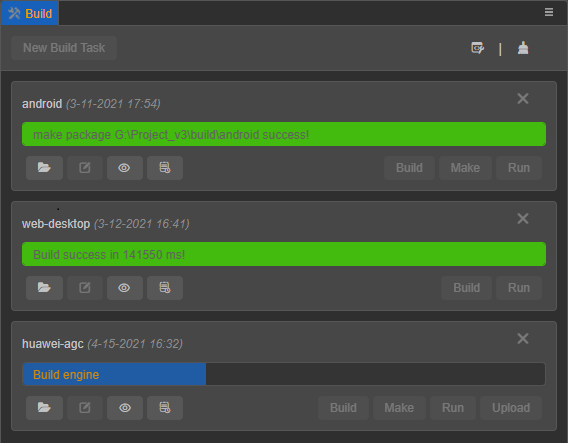 Build
New Build Task
|
android (3-11-2021 17:54)
make package G:\Project_v3\build\android success!
Build Make Run
web-desktop (3-12-2021 16:41)
Build success in 141550 ms!
Build Run
huawei-agc (4-15-2021 16:32)
Build engine
Build Make Run Upload